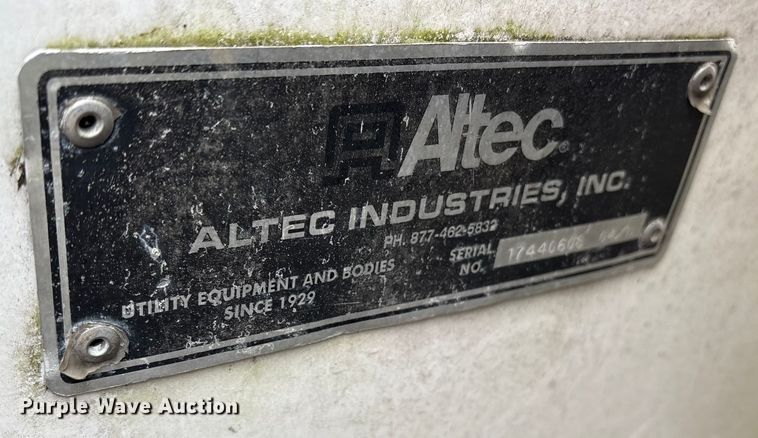 Altec®
ALTEC INDUSTRIES, INC.
PH. 877-462-5832
SERIAL NO.
UTILITY EQUIPMENT AND BODIES
SINCE 1929
Purple Wave Auction